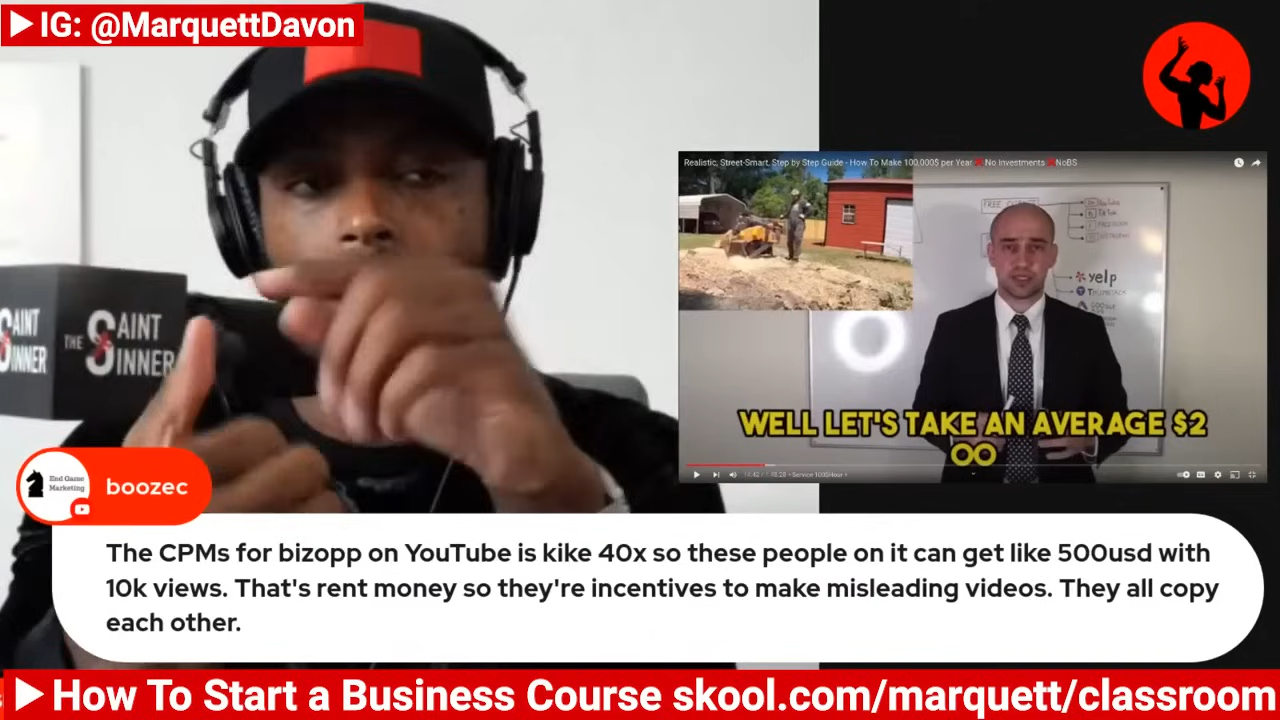 ▶ IG: @MarquettDavon
Realistic, Street-Smart, Step by Step Guide - How To Make 100,000$ per Year ❌No Investments ❌NoBS
FREE
yelp
THE SAINT SINNER
WELL LET'S TAKE AN AVERAGE $2
00
End Game
Marketing
boozec
The CPMs for bizopp on YouTube is kike 40x so these people on it can get like 500usd with
10k views. That's rent money so they're incentives to make misleading videos. They all copy
each other.
▶ How To Start a Business Course skool.com/marquett/classroom